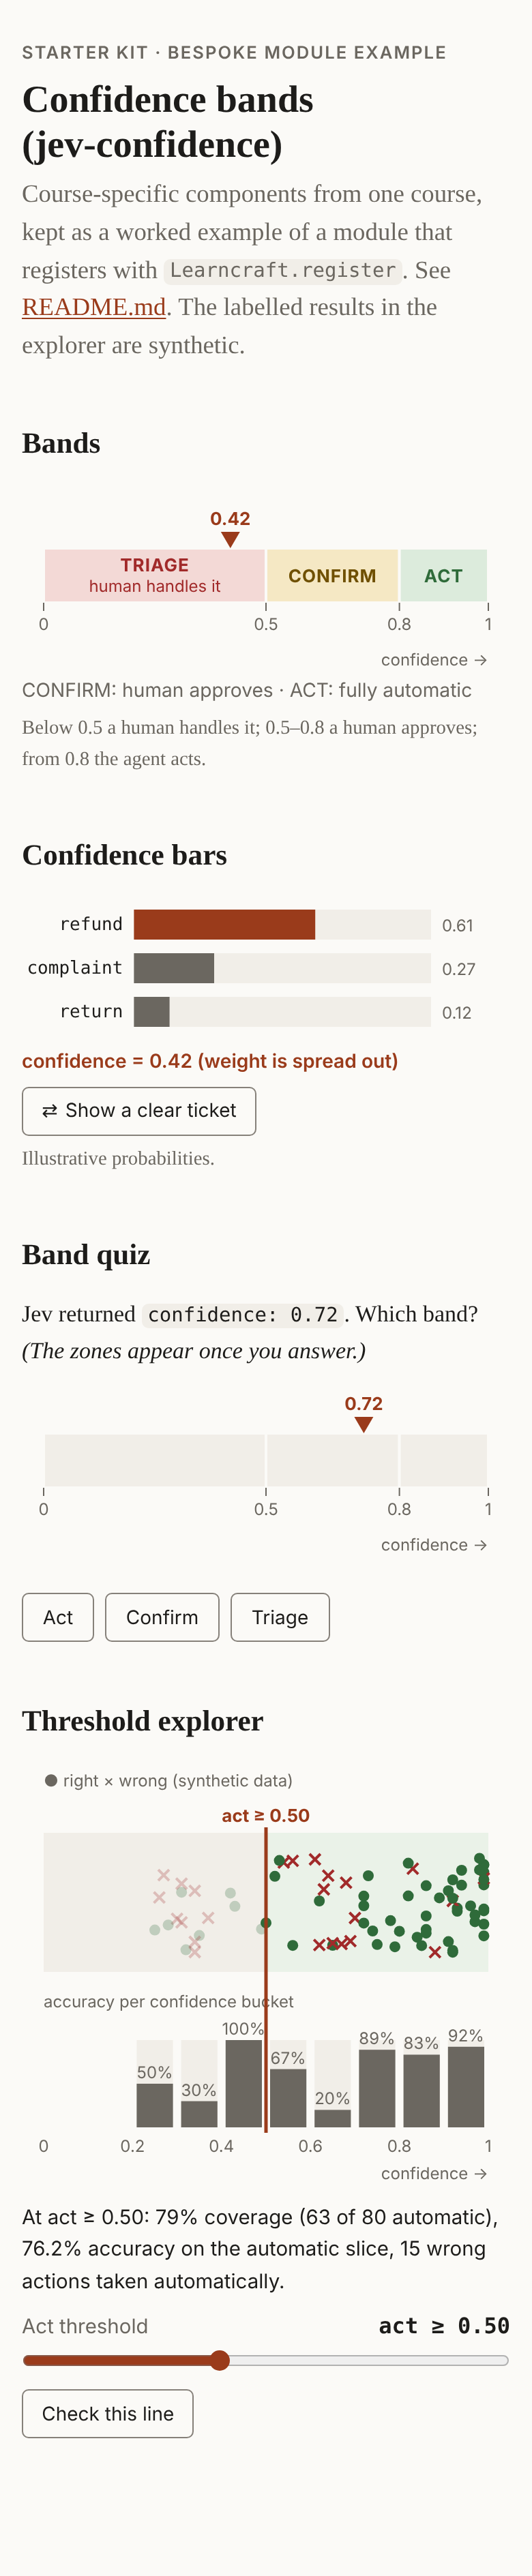 STARTER KIT · BESPOKE MODULE EXAMPLE
Confidence bands
(jev-confidence)
Course-specific components from one course,
kept as a worked example of a module that
registers with Learncraft.register. See
README.md. The labelled results in the
explorer are synthetic.
Bands
0.42
TRIAGE
human handles it
CONFIRM
ACT
0 0.5 0.8 1
confidence →
CONFIRM: human approves · ACT: fully automatic
Below 0.5 a human handles it; 0.5–0.8 a human approves;
from 0.8 the agent acts.
Confidence bars
refund 0.61
complaint 0.27
return 0.12
confidence = 0.42 (weight is spread out)
⇄ Show a clear ticket
Illustrative probabilities.
Band quiz
Jev returned confidence: 0.72. Which band?
(The zones appear once you answer.)
0.72
0 0.5 0.8 1
confidence →
Act Confirm Triage
Threshold explorer
● right × wrong (synthetic data)
act ≥ 0.50
accuracy per confidence bucket
50% 30% 100% 67% 20% 89% 83% 92%
0 0.2 0.4 0.6 0.8 1
confidence →
At act ≥ 0.50: 79% coverage (63 of 80 automatic),
76.2% accuracy on the automatic slice, 15 wrong
actions taken automatically.
Act threshold act ≥ 0.50
Check this line